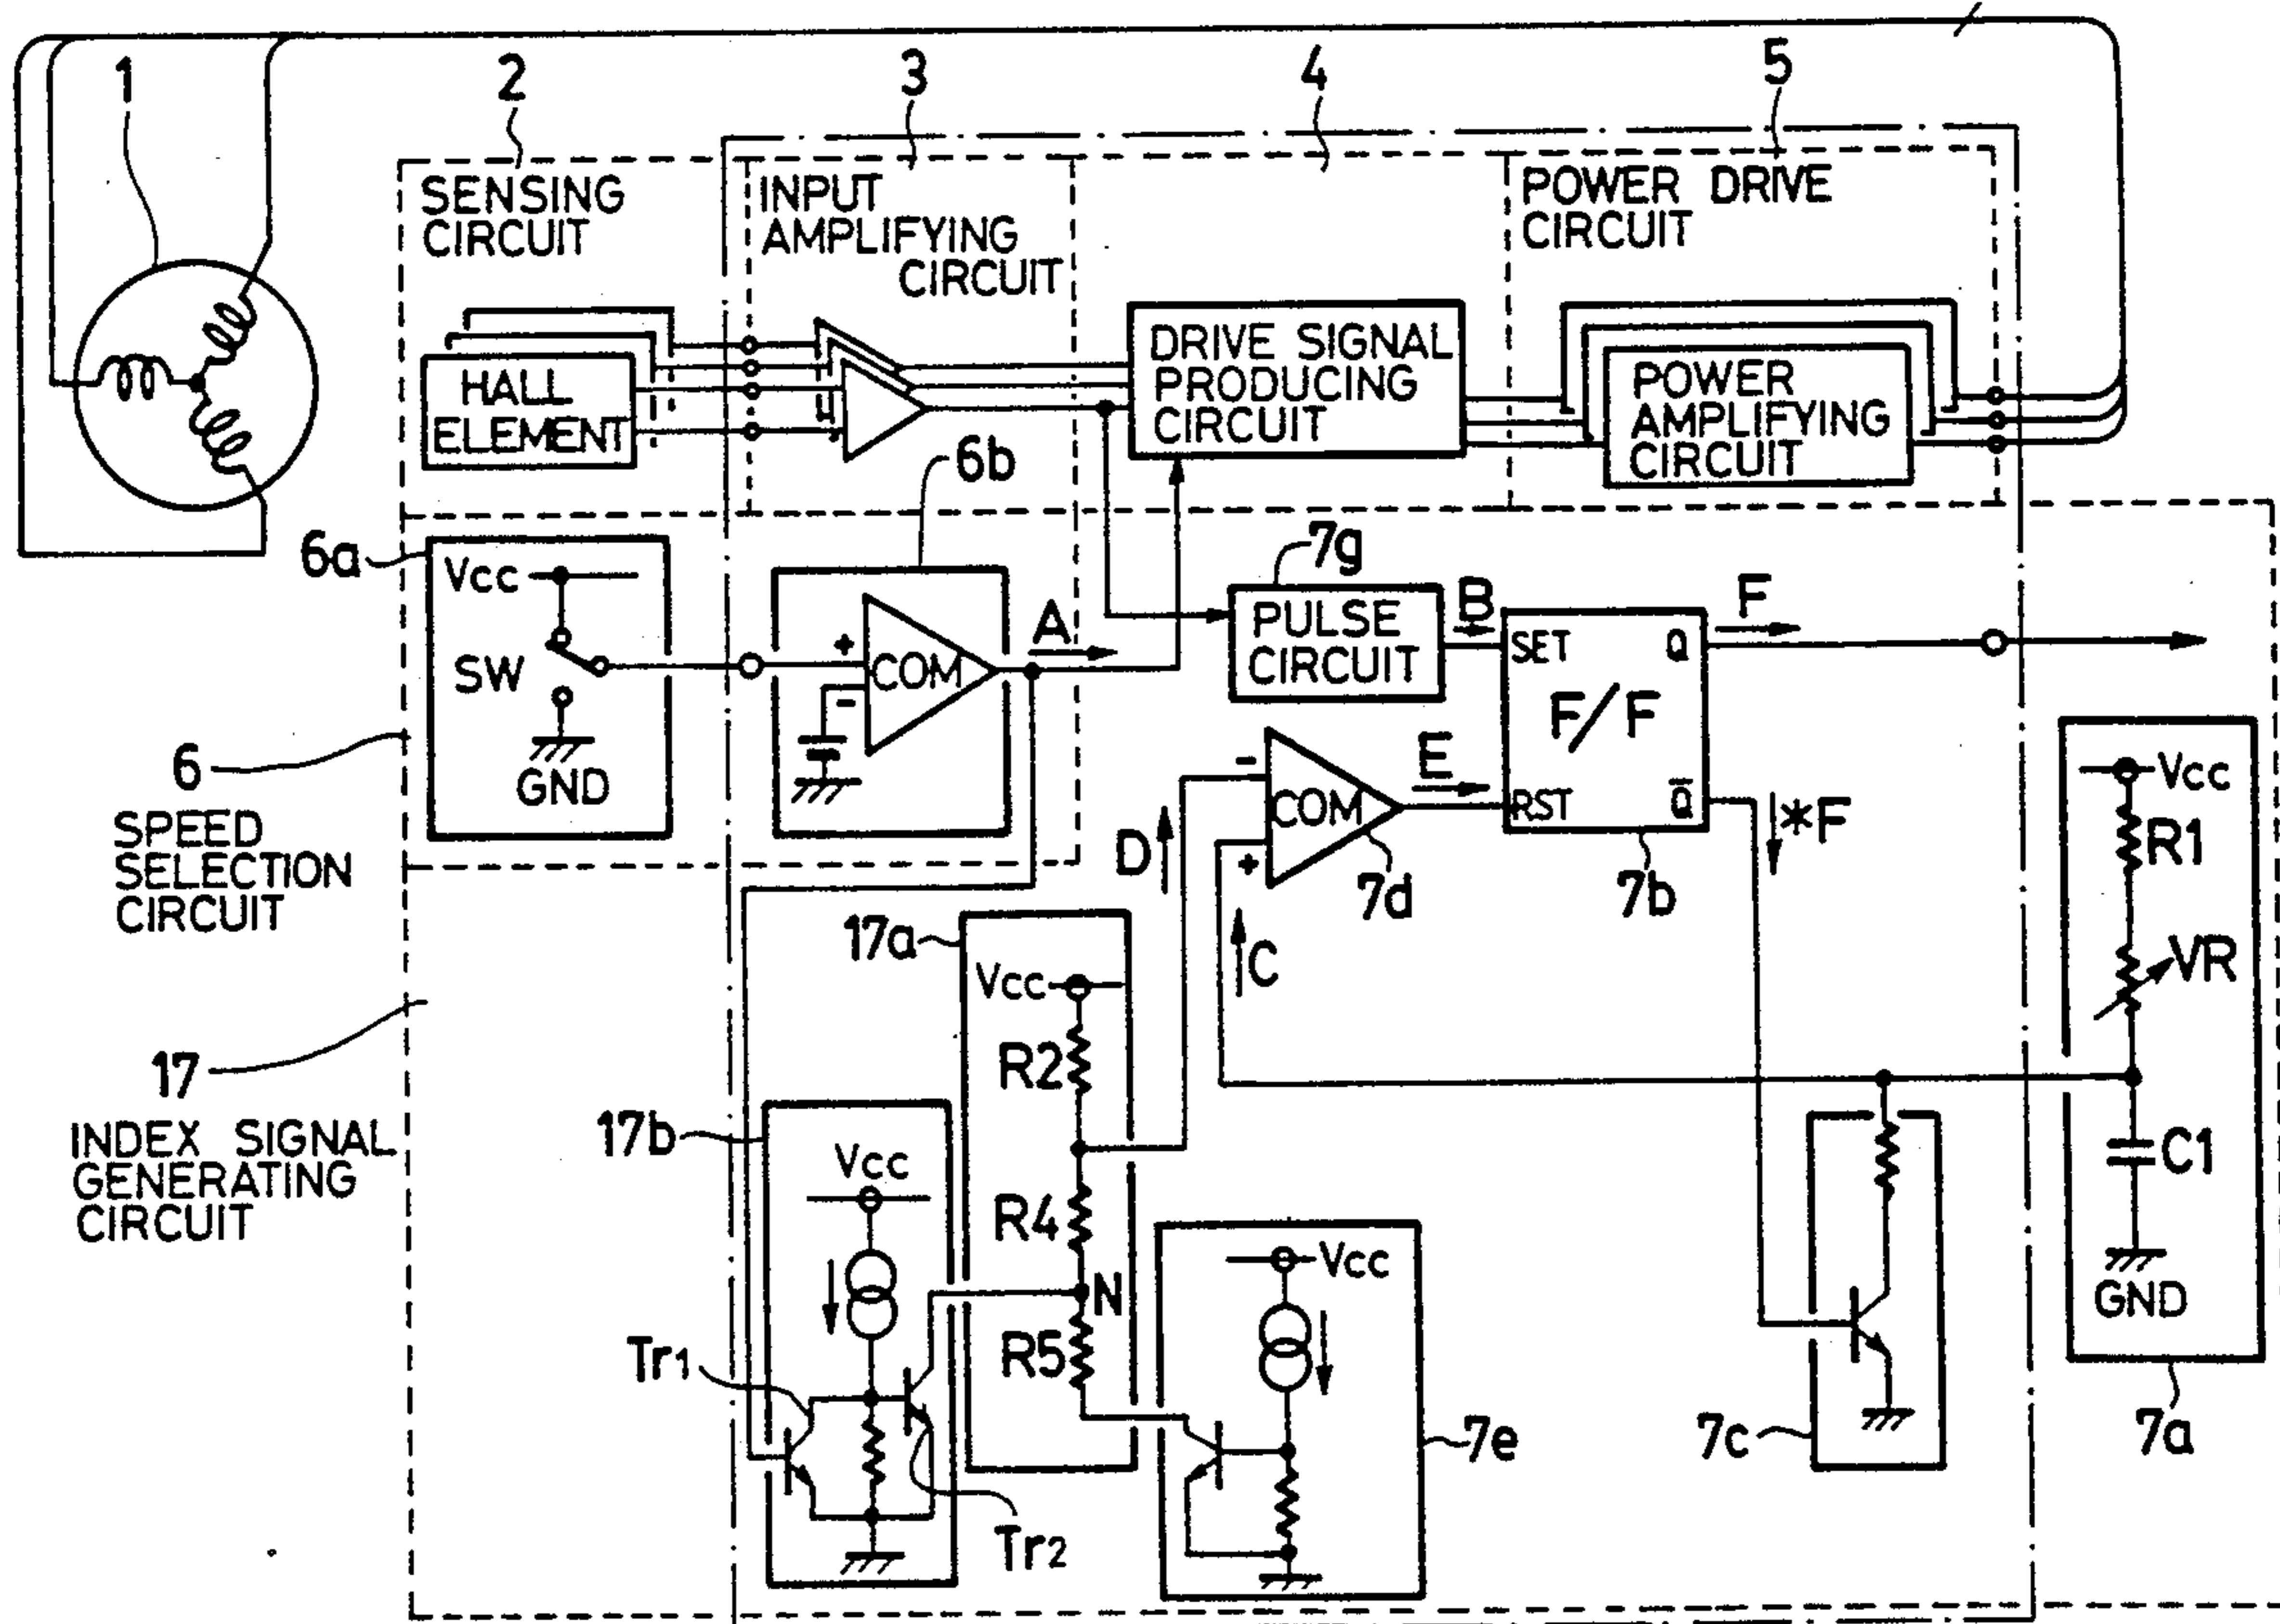 1
2
3
4
5
SENSING
CIRCUIT
INPUT
AMPLIFYING
CIRCUIT
POWER DRIVE
CIRCUIT
HALL
ELEMENT
DRIVE SIGNAL
PRODUCING
CIRCUIT
POWER
AMPLIFYING
CIRCUIT
6a
6b
7g
Vcc
SW
GND
+
COM
-
A
PULSE
CIRCUIT
B
SET
Q
F/F
RST
Q̅
F
*F
6
SPEED
SELECTION
CIRCUIT
-
COM
+
E
D
C
7d
7b
Vcc
R1
VR
C1
GND
7a
17
INDEX SIGNAL
GENERATING
CIRCUIT
17a
Vcc
R2
R4
N
R5
17b
Vcc
Tr1
Tr2
Vcc
7e
7c